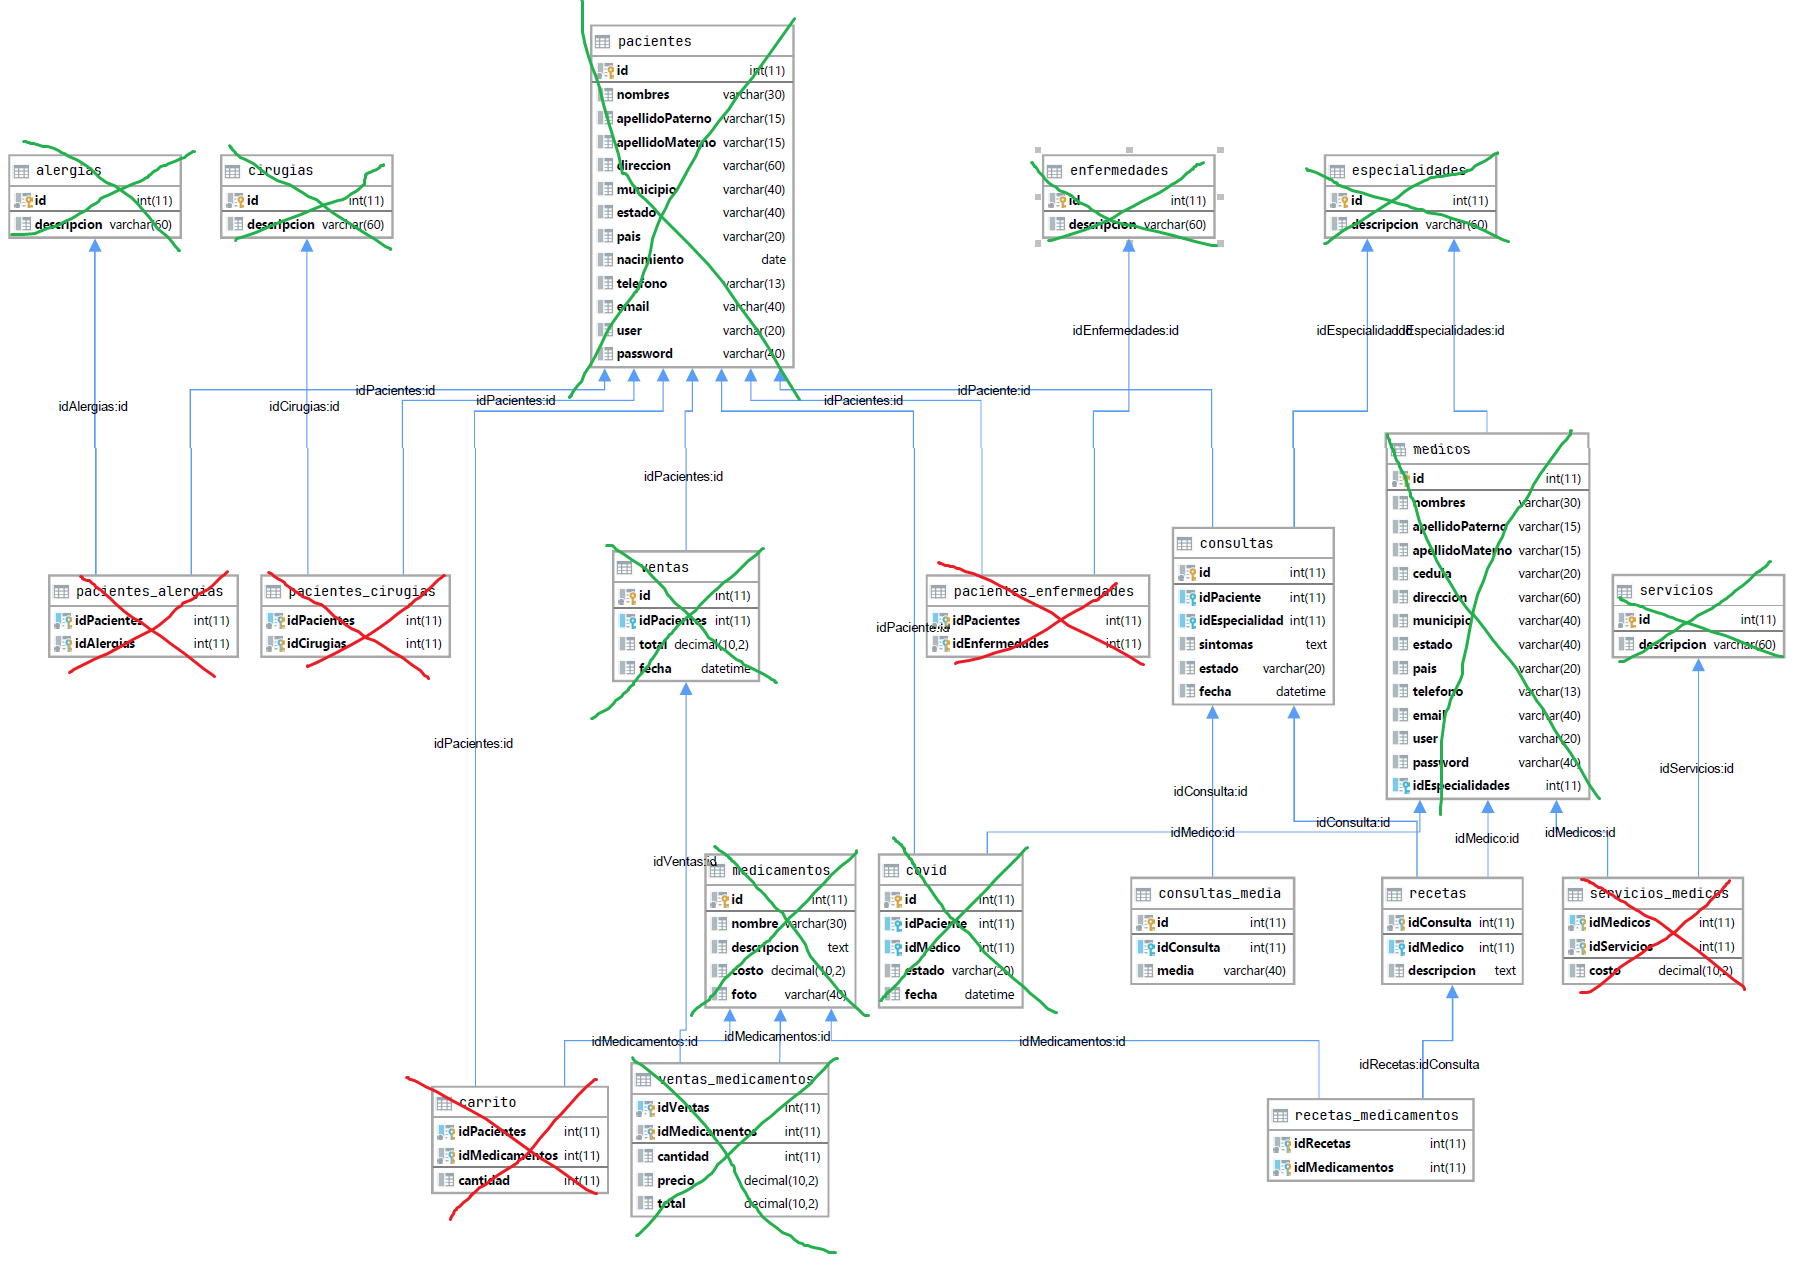 pacientes
id int(11)
nombres varchar(30)
apellidoPaterno varchar(15)
apellidoMaterno varchar(15)
direccion varchar(60)
municipio varchar(40)
estado varchar(40)
pais varchar(20)
nacimiento date
telefono varchar(13)
email varchar(40)
user varchar(20)
password varchar(40)
alergias
id int(11)
descripcion varchar(60)
cirugias
id int(11)
descripcion varchar(60)
enfermedades
id int(11)
descripcion varchar(60)
especialidades
id int(11)
descripcion varchar(60)
idEnfermedades:id
idEspecialidades:id
idEspecialidades:id
idAlergias:id
idPacientes:id
idCirugias:id
idPacientes:id
idPacientes:id
idPaciente:id
idPacientes:id
medicos
id int(11)
nombres varchar(30)
apellidoPaterno varchar(15)
apellidoMaterno varchar(15)
cedula varchar(20)
direccion varchar(60)
municipio varchar(40)
estado varchar(40)
pais varchar(20)
telefono varchar(13)
email varchar(40)
user varchar(20)
password varchar(40)
idEspecialidades int(11)
pacientes_alergias
idPacientes int(11)
idAlergias int(11)
pacientes_cirugias
idPacientes int(11)
idCirugias int(11)
ventas
id int(11)
idPacientes int(11)
total decimal(10,2)
fecha datetime
idPaciente:id
pacientes_enfermedades
idPacientes int(11)
idEnfermedades int(11)
consultas
id int(11)
idPaciente int(11)
idEspecialidad int(11)
sintomas text
estado varchar(20)
fecha datetime
servicios
id int(11)
descripcion varchar(60)
idPacientes:id
idServicios:id
idConsulta:id
idMedico:id
idConsulta:id
idMedico:id
idMedicos:id
idVentas:id
medicamentos
id int(11)
nombre varchar(30)
descripcion text
costo decimal(10,2)
foto varchar(40)
covid
id int(11)
idPaciente int(11)
idMedico int(11)
estado varchar(20)
fecha datetime
consultas_media
id int(11)
idConsulta int(11)
media varchar(40)
recetas
idConsulta int(11)
idMedico int(11)
descripcion text
servicios_medicos
idMedicos int(11)
idServicios int(11)
costo decimal(10,2)
idMedicamentos:id
idMedicamentos:id
idMedicamentos:id
idRecetas:idConsulta
carrito
idPacientes int(11)
idMedicamentos int(11)
cantidad int(11)
ventas_medicamentos
idVentas int(11)
idMedicamentos int(11)
cantidad int(11)
precio decimal(10,2)
total decimal(10,2)
recetas_medicamentos
idRecetas int(11)
idMedicamentos int(11)